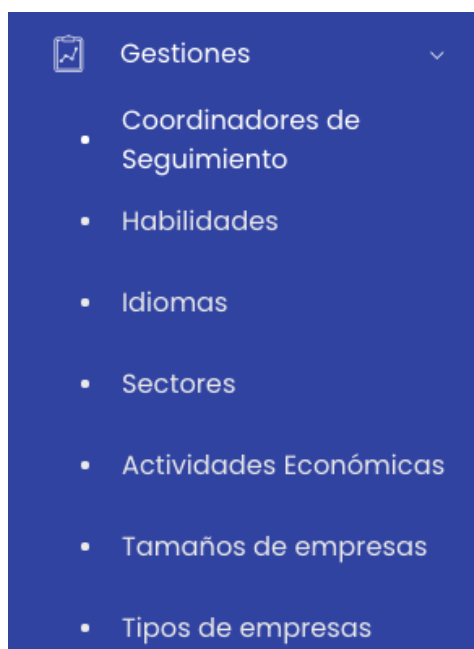 Gestiones
Coordinadores de
Seguimiento
Habilidades
Idiomas
Sectores
Actividades Económicas
Tamaños de empresas
Tipos de empresas